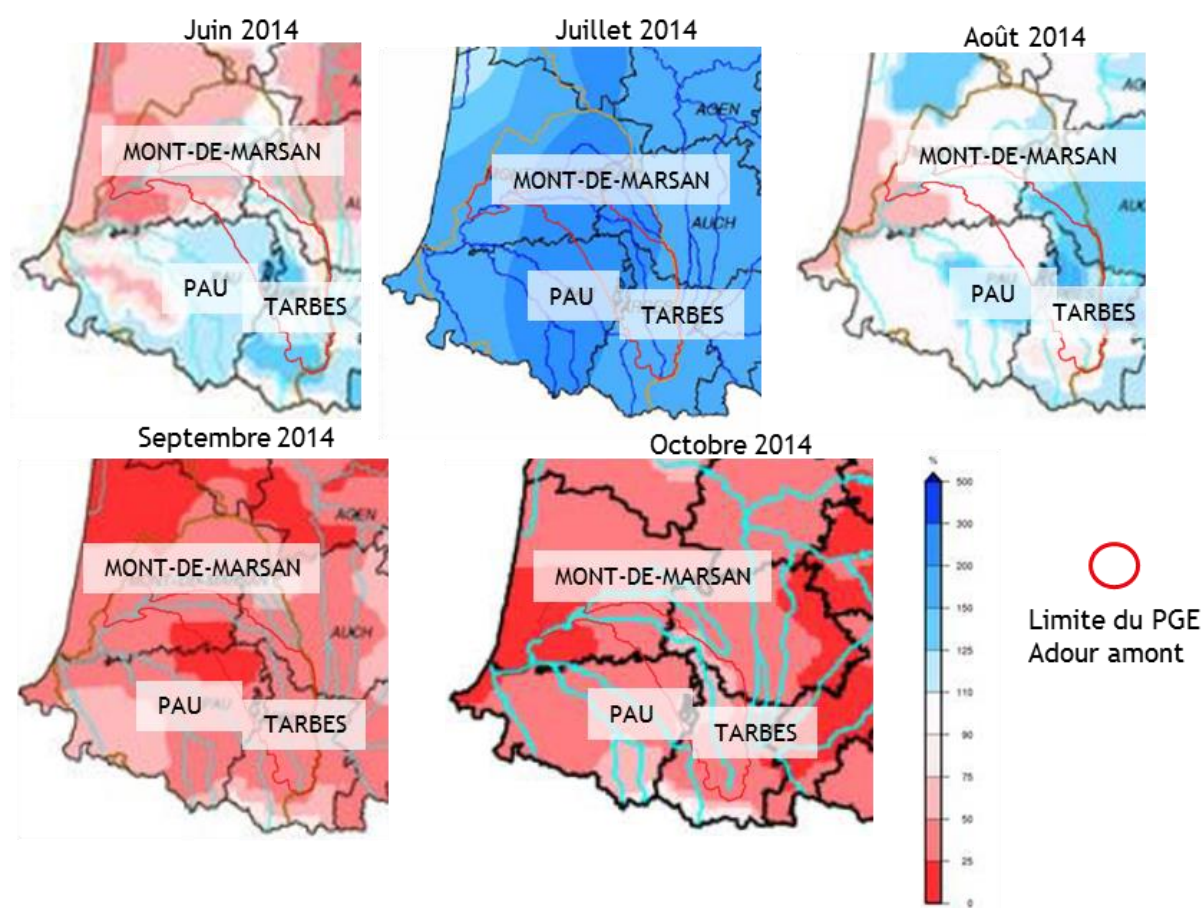 Juin 2014
MONT-DE-MARSAN
PAU
TARBES
Juillet 2014
AGEN
MONT-DE-MARSAN
AUCH
PAU
TARBES
Août 2014
MONT-DE-MARSAN
PAU
TARBES
Septembre 2014
AGEN
MONT-DE-MARSAN
AUCH
PAU
TARBES
Octobre 2014
MONT-DE-MARSAN
PAU
TARBES
%
500
300
200
150
125
110
90
75
50
25
0
Limite du PGE
Adour amont